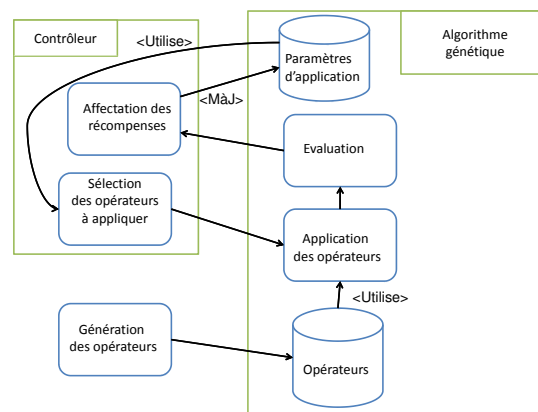 Contrôleur
<Utilise>
Paramètres
d'application
Algorithme
génétique
Affectation des
récompenses
<MàJ>
Evaluation
Sélection
des opérateurs
à appliquer
Application
des opérateurs
<Utilise>
Génération
des opérateurs
Opérateurs